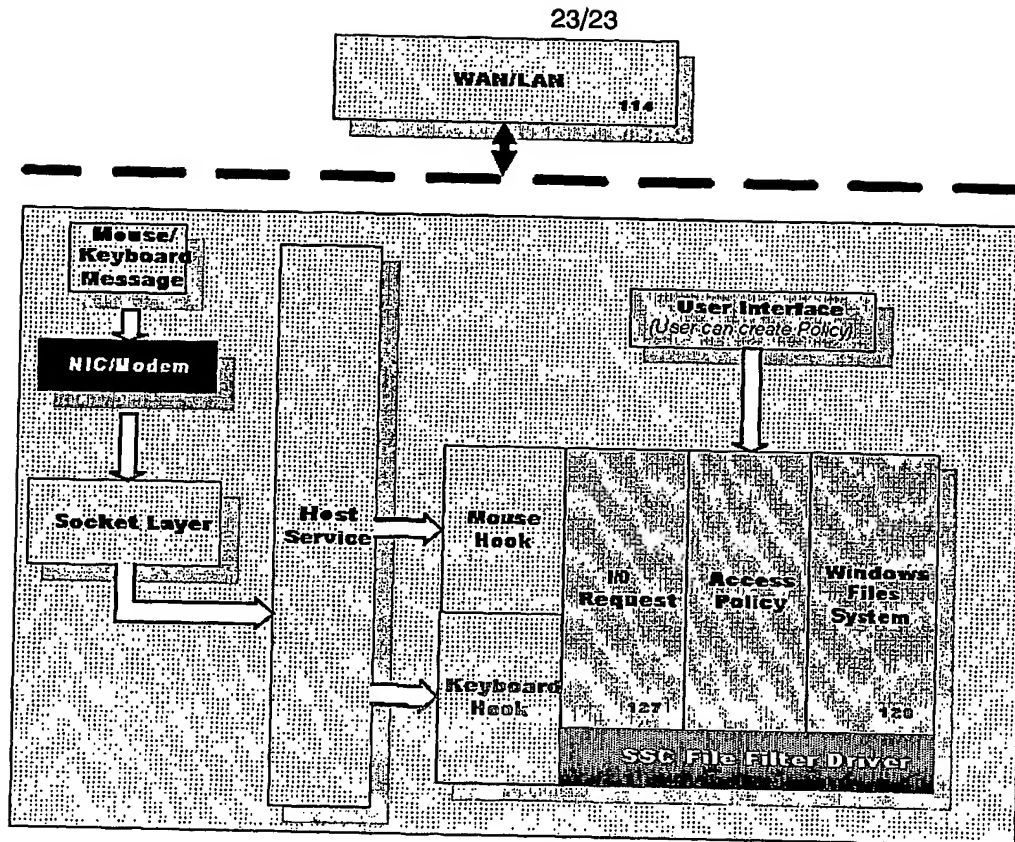 23/23
WAN/LAN
114
Mouse/
Keyboard
Message
NIC/Modem
Socket Layer
Host
Service
User Interface
(User can create Policy)
Mouse
Hook
Keyboard
Hook
I/O
Request
127
Access
Policy
Windows
Files
System
120
SSC File Filter Driver